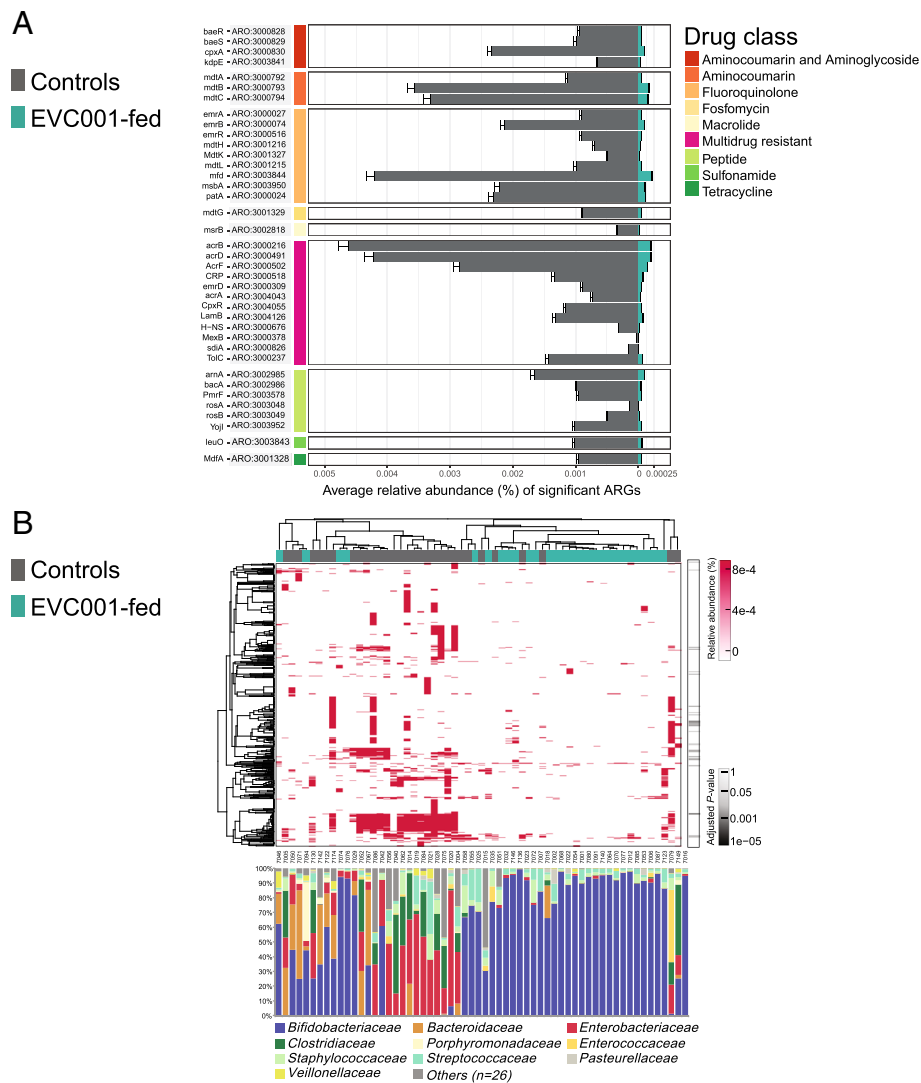 A
Controls
EVC001-fed
baeR - ARO:3000828
baeS - ARO:3000829
cpxA - ARO:3000830
kdpE - ARO:3003841
mdtA - ARO:3000792
mdtB - ARO:3000793
mdtC - ARO:3000794
emrA - ARO:3000027
emrB - ARO:3000074
emrR - ARO:3000516
mdtH - ARO:3001216
MdtK - ARO:3001327
mdtL - ARO:3001215
mfd - ARO:3003844
msbA - ARO:3003950
patA - ARO:3000024
mdtG - ARO:3001329
msrB - ARO:3002818
acrB - ARO:3000216
acrD - ARO:3000491
AcrF - ARO:3000502
CRP - ARO:3000518
emrD - ARO:3000309
acrA - ARO:3004043
CpxR - ARO:3004055
LamB - ARO:3004126
H-NS - ARO:3000676
MexB - ARO:3000378
sdiA - ARO:3000826
TolC - ARO:3000237
arnA - ARO:3002985
bacA - ARO:3002986
PmrF - ARO:3003578
rosA - ARO:3003048
rosB - ARO:3003049
YojI - ARO:3003952
leuO - ARO:3003843
MdfA - ARO:3001328
0.005 0.004 0.003 0.002 0.001 0 0.00025
Average relative abundance (%) of significant ARGs
Drug class
Aminocoumarin and Aminoglycoside
Aminocoumarin
Fluoroquinolone
Fosfomycin
Macrolide
Multidrug resistant
Peptide
Sulfonamide
Tetracycline
B
Controls
EVC001-fed
Relative abundance (%)
8e-4
4e-4
0
Adjusted P-value
1
0.05
0.001
1e-05
100%
90%
80%
70%
60%
50%
40%
30%
20%
10%
0%
Bifidobacteriaceae Bacteroidaceae Enterobacteriaceae
Clostridiaceae Porphyromonadaceae Enterococcaceae
Staphylococcaceae Streptococcaceae Pasteurellaceae
Veillonellaceae Others (n=26)